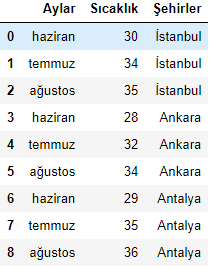 Aylar Sıcaklık Şehirler
0 haziran 30 İstanbul
1 temmuz 34 İstanbul
2 ağustos 35 İstanbul
3 haziran 28 Ankara
4 temmuz 32 Ankara
5 ağustos 34 Ankara
6 haziran 29 Antalya
7 temmuz 35 Antalya
8 ağustos 36 Antalya